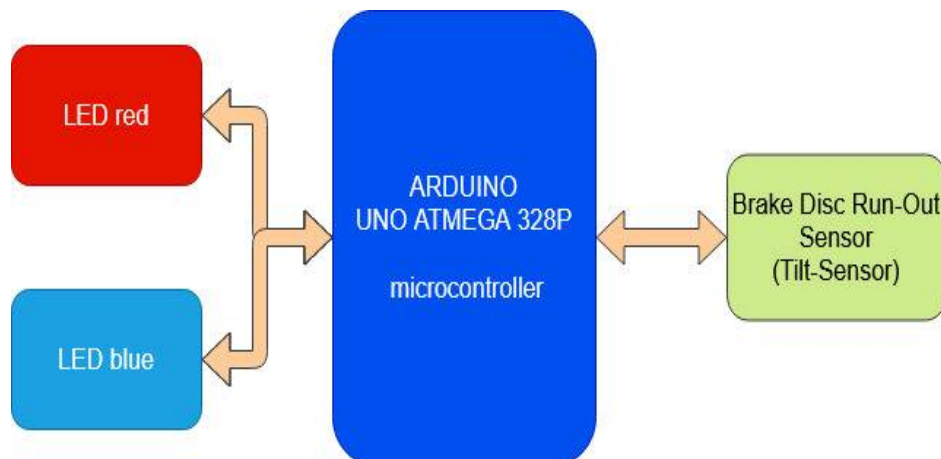 LED red
LED blue
ARDUINO
UNO ATMEGA 328P
microcontroller
Brake Disc Run-Out
Sensor
(Tilt-Sensor)